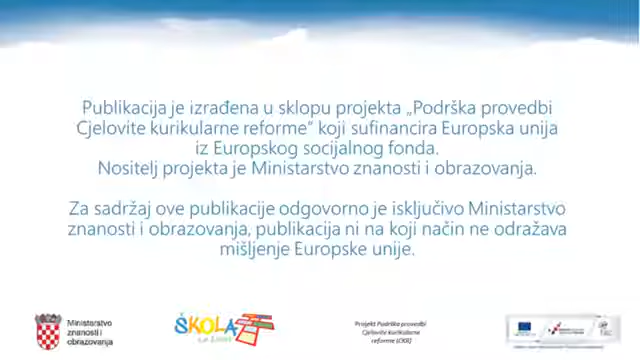 Publikacija je izrađena u sklopu projekta „Podrška provedbi
Cjelovite kurikularne reforme” koji sufinancira Europska unija
iz Europskog socijalnog fonda.
Nositelj projekta je Ministarstvo znanosti i obrazovanja.
Za sadržaj ove publikacije odgovorno je isključivo Ministarstvo
znanosti i obrazovanja, publikacija ni na koji način ne odražava
mišljenje Europske unije.
Ministarstvo
znanosti i
obrazovanja
ŠKOLA
Projekt Podrška provedbi
Cjelovite kurikularne
reforme (CKR)